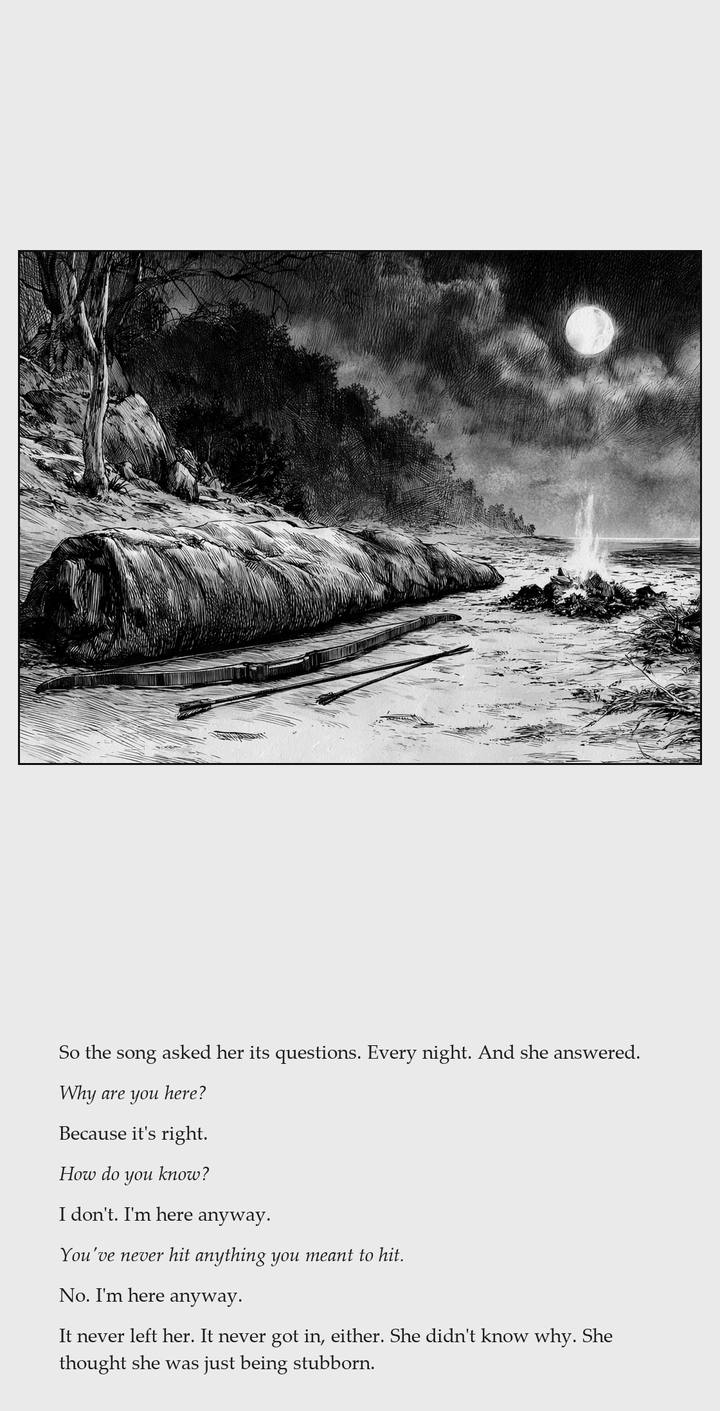 So the song asked her its questions. Every night. And she answered.
Why are you here?
Because it's right.
How do you know?
I don't. I'm here anyway.
You've never hit anything you meant to hit.
No. I'm here anyway.
It never left her. It never got in, either. She didn't know why. She
thought she was just being stubborn.